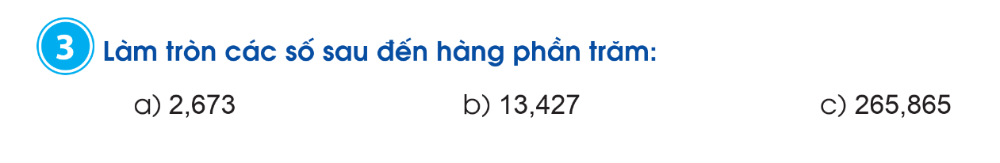 3 Làm tròn các số sau đến hàng phần trăm:
a) 2,673 b) 13,427 c) 265,865